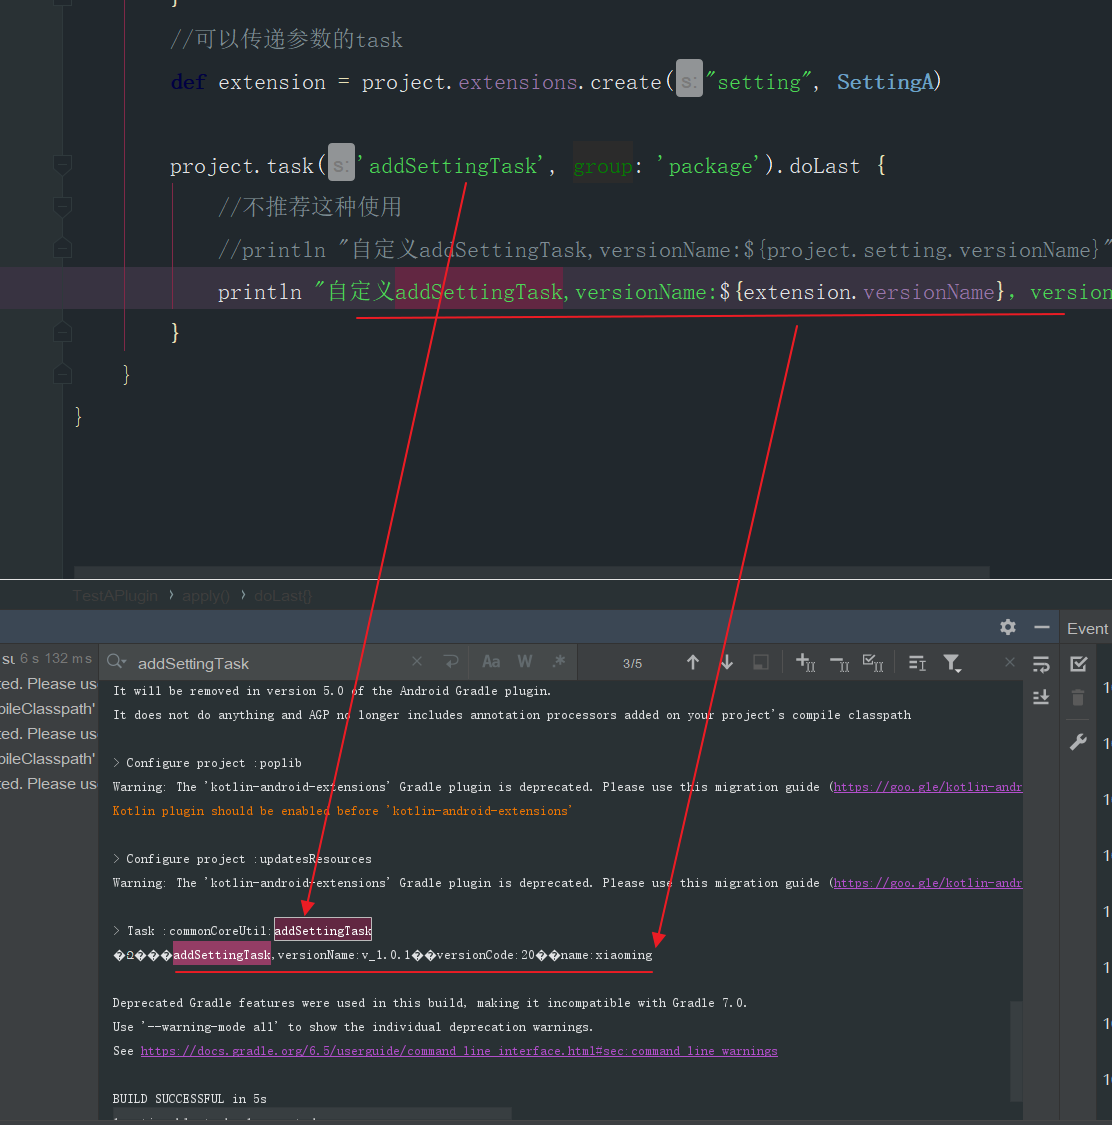 }
//可以传递参数的task
def extension = project.extensions.create( s: "setting", SettingA)
project.task( s: 'addSettingTask', group: 'package').doLast {
//不推荐这种使用
//println "自定义addSettingTask,versionName:${project.setting.versionName}"
println "自定义addSettingTask,versionName:${extension.versionName}, version
}
}
}
TestAPlugin › apply() › doLast{}
Event
su 6 s 132 ms
addSettingTask
Aa W .* 3/5
ted. Please us
pileClasspath'
ted. Please us
pileClasspath'
ted. Please us
It will be removed in version 5.0 of the Android Gradle plugin.
It does not do anything and AGP no longer includes annotation processors added on your project's compile classpath
> Configure project :poplib
Warning: The 'kotlin-android-extensions' Gradle plugin is deprecated. Please use this migration guide (https://goo.gle/kotlin-andr
Kotlin plugin should be enabled before 'kotlin-android-extensions'
> Configure project :updatesResources
Warning: The 'kotlin-android-extensions' Gradle plugin is deprecated. Please use this migration guide (https://goo.gle/kotlin-andr
> Task :commonCoreUtil:addSettingTask
�Զ���addSettingTask,versionName:v_1.0.1��versionCode:20��name:xiaoming
Deprecated Gradle features were used in this build, making it incompatible with Gradle 7.0.
Use '--warning-mode all' to show the individual deprecation warnings.
See https://docs.gradle.org/6.5/userguide/command_line_interface.html#sec:command_line_warnings
BUILD SUCCESSFUL in 5s